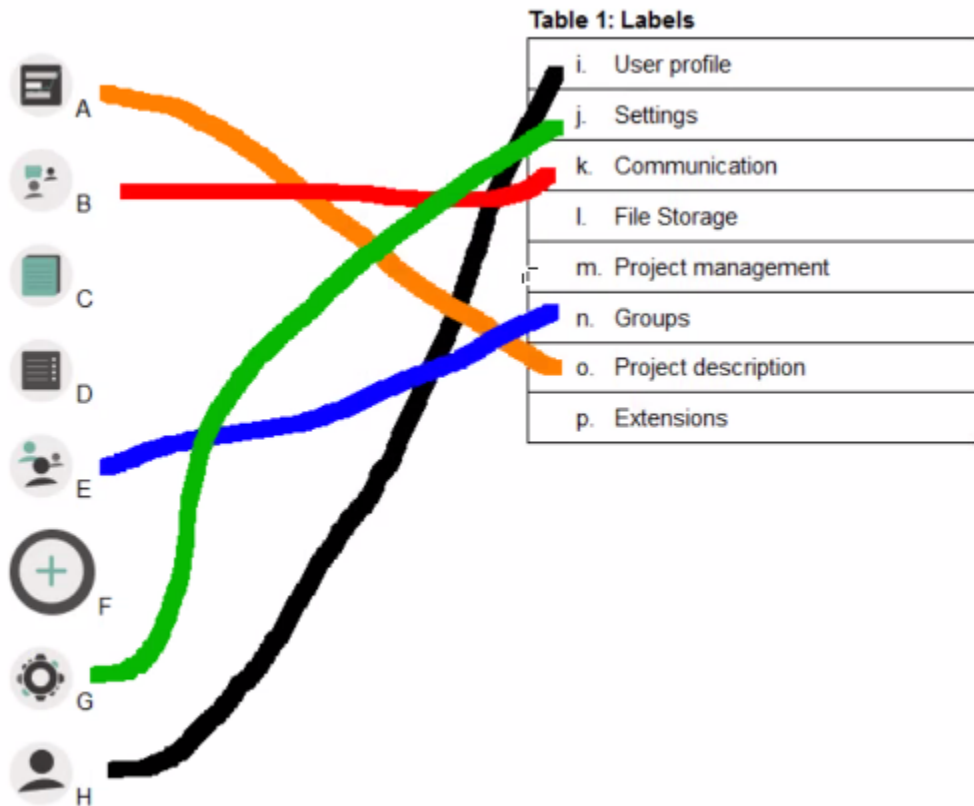 Table 1: Labels
i. User profile
j. Settings
k. Communication
l. File Storage
m. Project management
n. Groups
o. Project description
p. Extensions
A
B
C
D
E
F
G
H